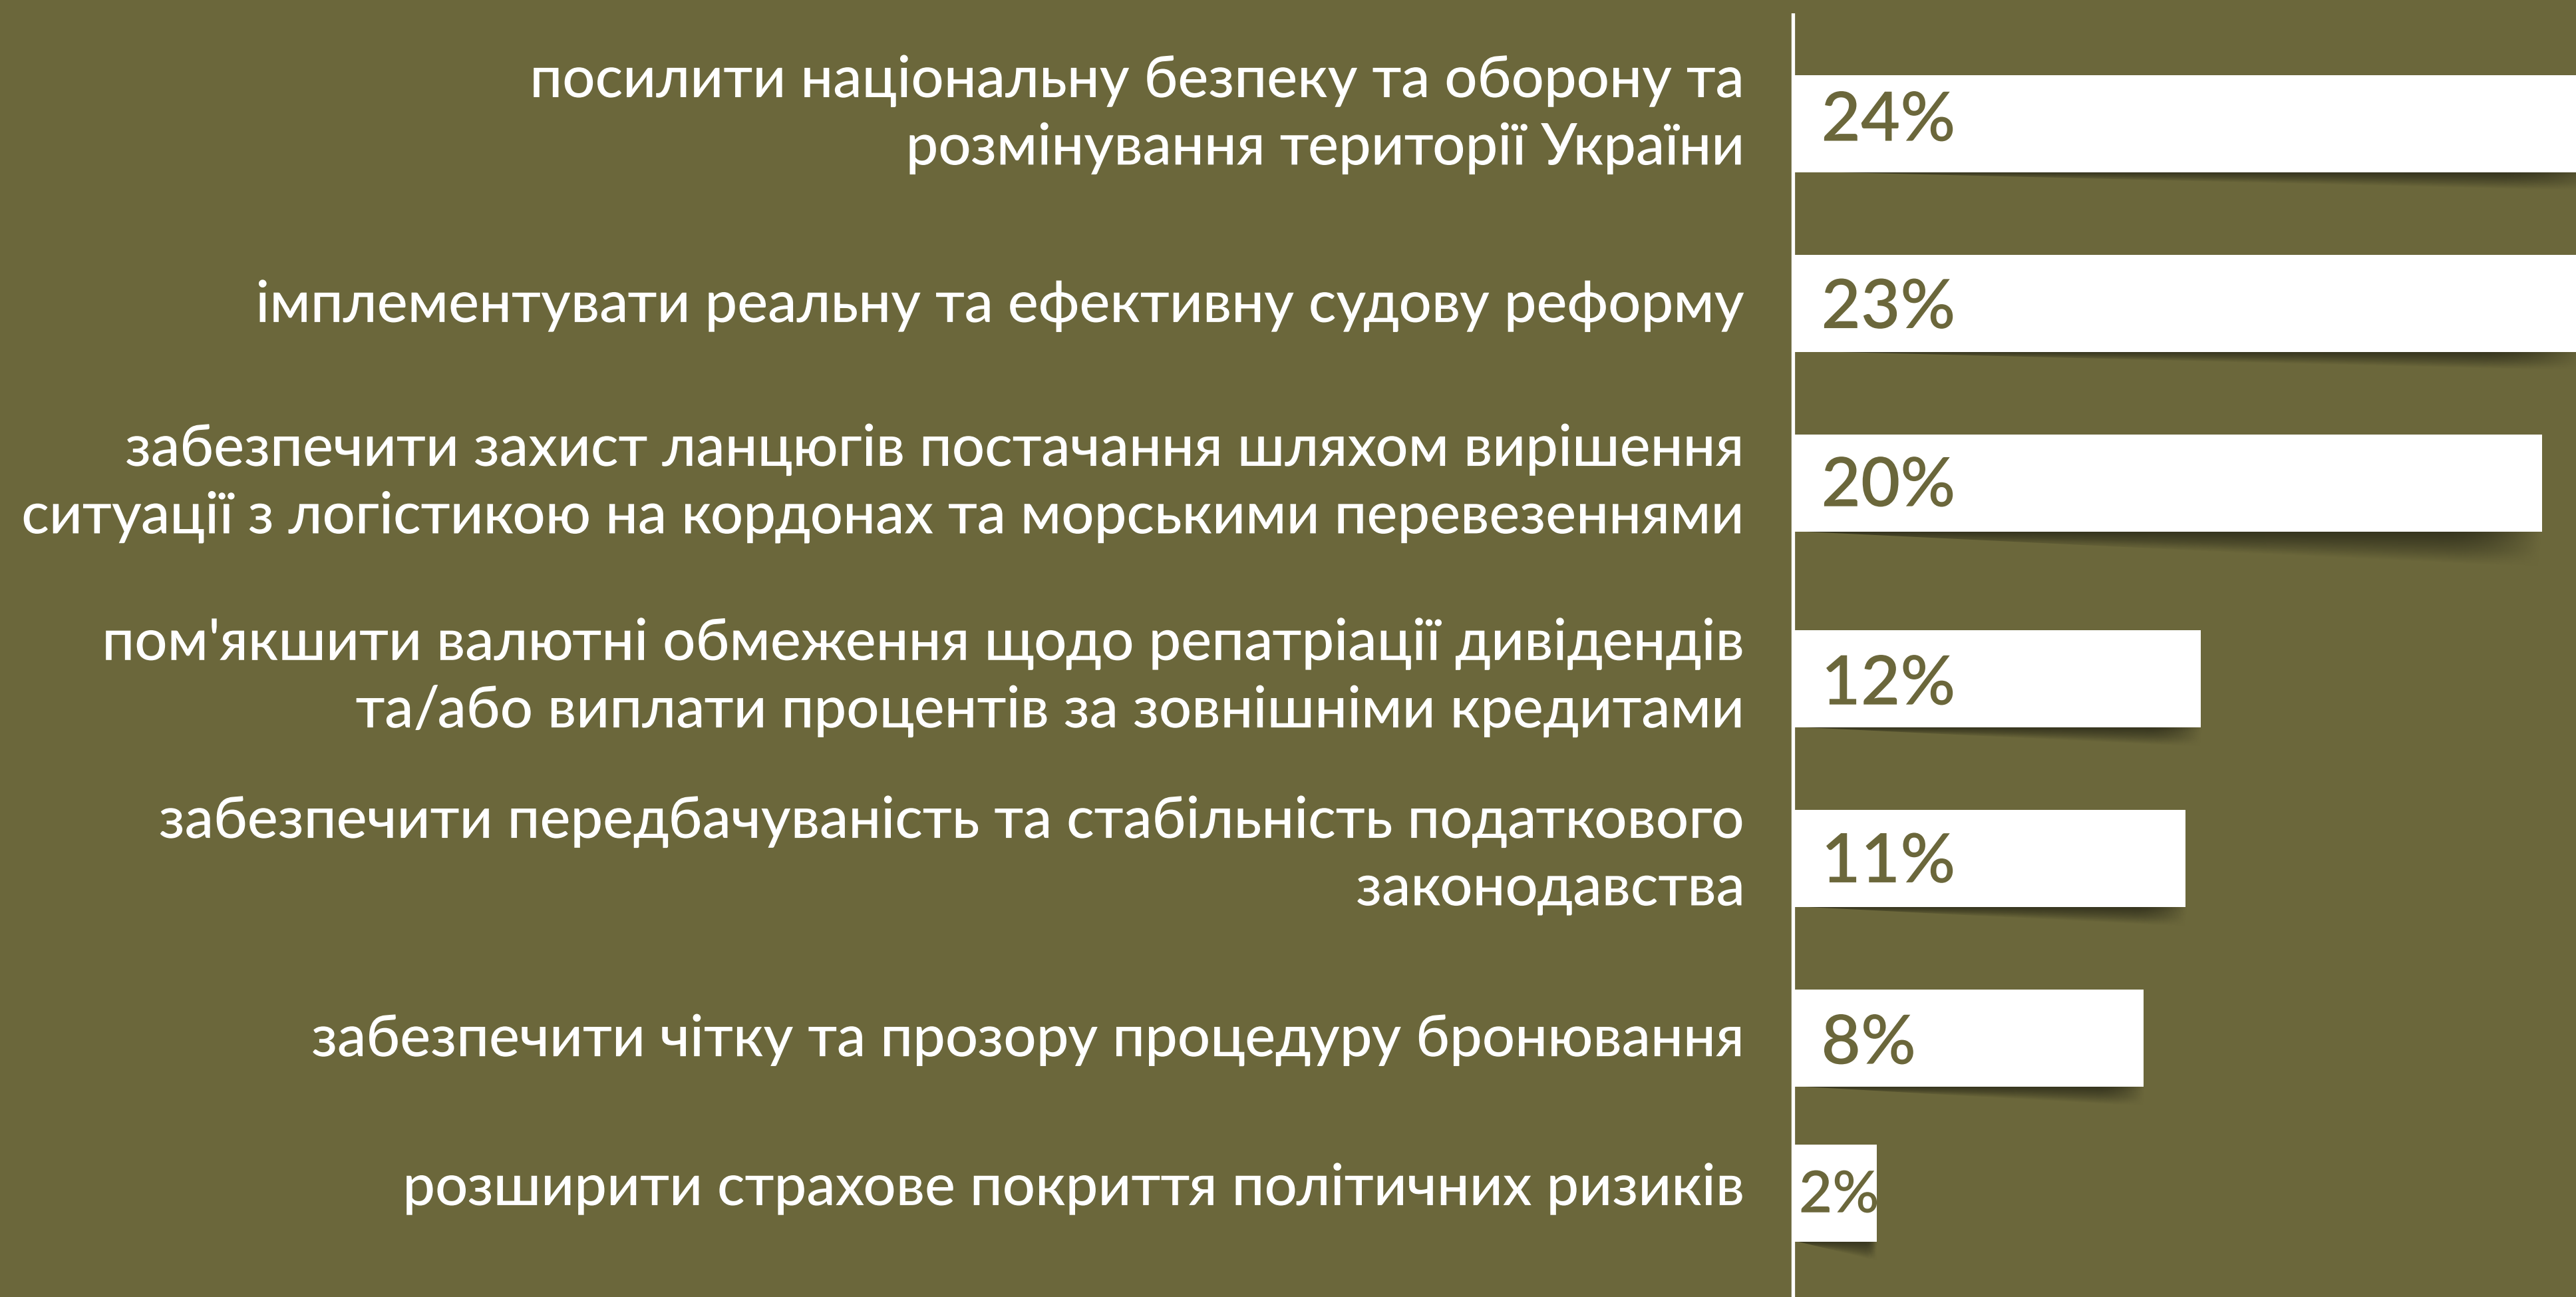 посилити національну безпеку та оборону та
розмінування території України
24%
імплементувати реальну та ефективну судову реформу
23%
забезпечити захист ланцюгів постачання шляхом вирішення
ситуації з логістикою на кордонах та морськими перевезеннями
20%
пом'якшити валютні обмеження щодо репатріації дивідендів
та/або виплати процентів за зовнішніми кредитами
12%
забезпечити передбачуваність та стабільність податкового
законодавства
11%
забезпечити чітку та прозору процедуру бронювання
8%
розширити страхове покриття політичних ризиків
2%